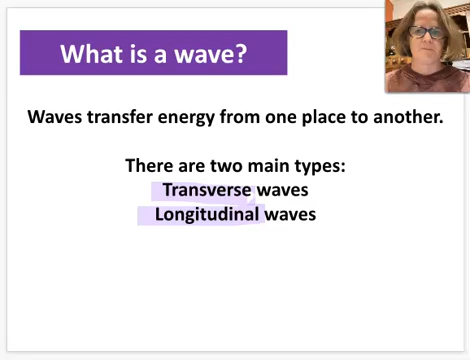 What is a wave?
Waves transfer energy from one place to another.
There are two main types:
Transverse waves
Longitudinal waves